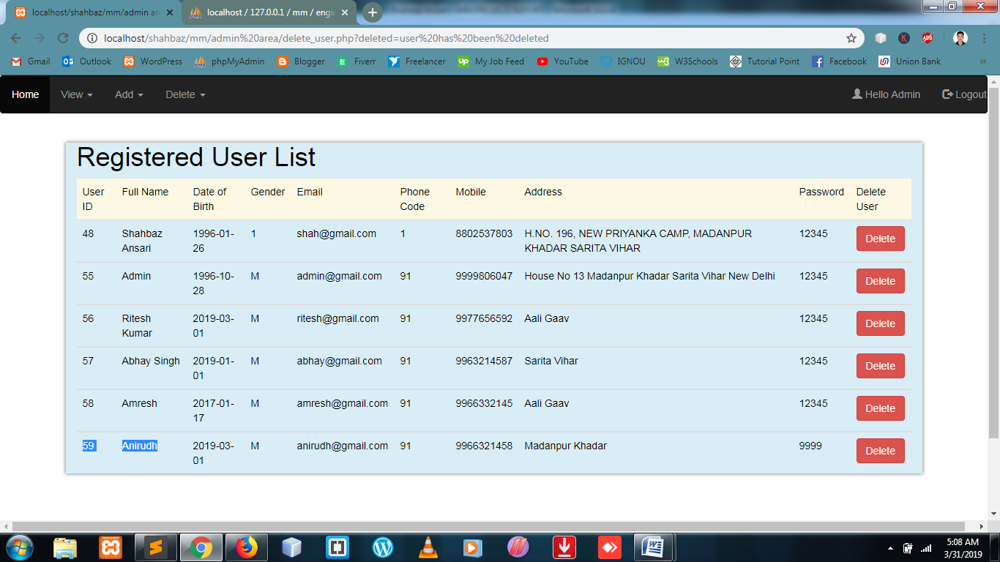 localhost/shahbaz/mm/admin ar
localhost / 127.0.0.1 / mm / engi
localhost/shahbaz/mm/admin%20area/delete_user.php?deleted=user%20has%20been%20deleted
Gmail Outlook WordPress phpMyAdmin Blogger Fiverr Freelancer My Job Feed YouTube IGNOU W3Schools Tutorial Point Facebook Union Bank »
Home View Add Delete Hello Admin Logout
Registered User List
User ID Full Name Date of Birth Gender Email Phone Code Mobile Address Password Delete User
48 Shahbaz Ansari 1996-01-26 1 shah@gmail.com 1 8802537803 H.NO. 196, NEW PRIYANKA CAMP, MADANPUR KHADAR SARITA VIHAR 12345 Delete
55 Admin 1996-10-28 M admin@gmail.com 91 9999806047 House No 13 Madanpur Khadar Sarita Vihar New Delhi 12345 Delete
56 Ritesh Kumar 2019-03-01 M ritesh@gmail.com 91 9977656592 Aali Gaav 12345 Delete
57 Abhay Singh 2019-01-01 M abhay@gmail.com 91 9963214587 Sarita Vihar 12345 Delete
58 Amresh 2017-01-17 M amresh@gmail.com 91 9966332145 Aali Gaav 12345 Delete
59 Anirudh 2019-03-01 M anirudh@gmail.com 91 9966321458 Madanpur Khadar 9999 Delete
5:08 AM
3/31/2019